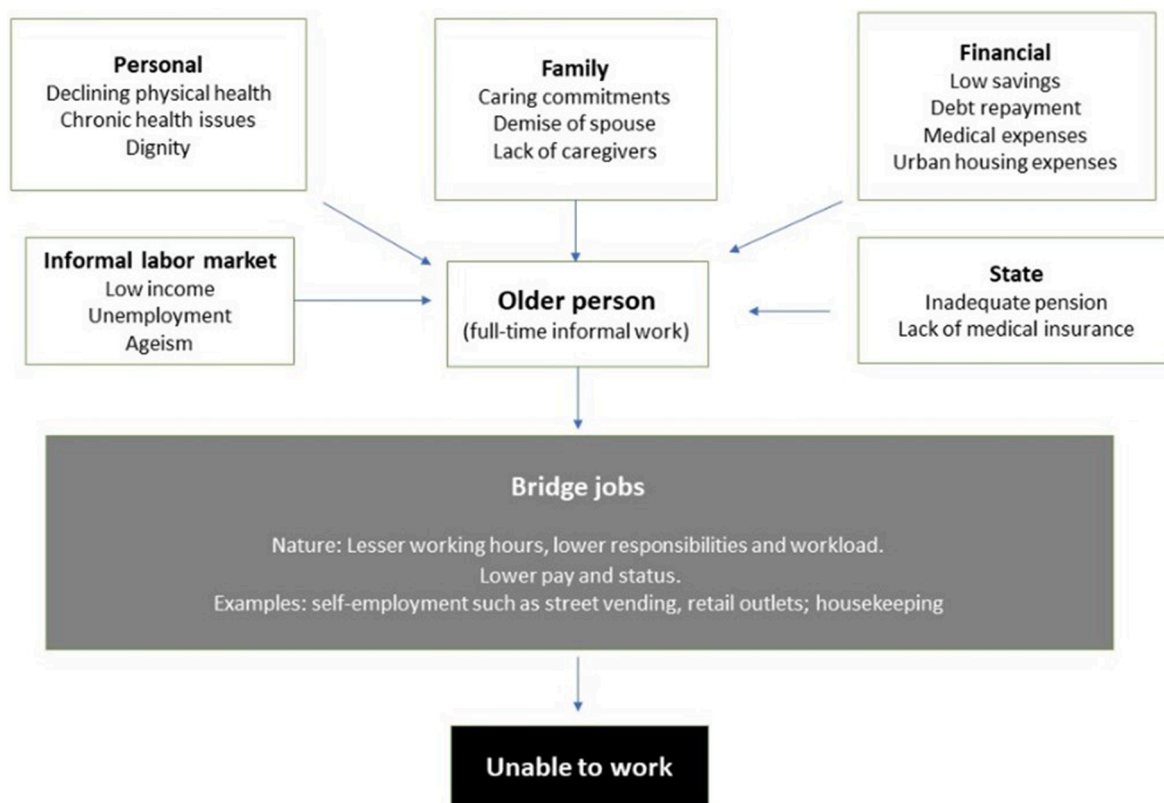 Personal
Declining physical health
Chronic health issues
Dignity
Family
Caring commitments
Demise of spouse
Lack of caregivers
Financial
Low savings
Debt repayment
Medical expenses
Urban housing expenses
Informal labor market
Low income
Unemployment
Ageism
Older person
(full-time informal work)
State
Inadequate pension
Lack of medical insurance
Bridge jobs
Nature: Lesser working hours, lower responsibilities and workload.
Lower pay and status.
Examples: self-employment such as street vending, retail outlets; housekeeping
Unable to work